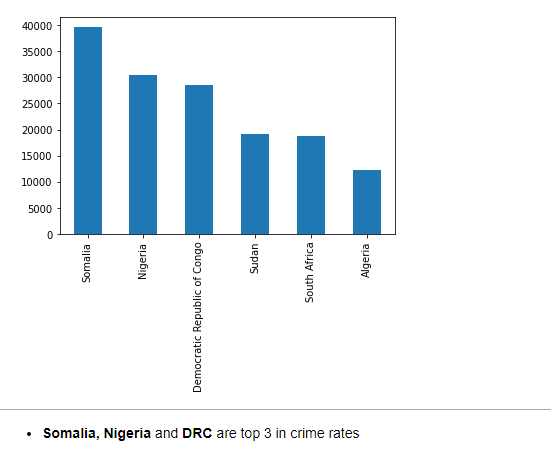 40000
35000
30000
25000
20000
15000
10000
5000
0
Somalia
Nigeria
Democratic Republic of Congo
Sudan
South Africa
Algeria
• Somalia, Nigeria and DRC are top 3 in crime rates